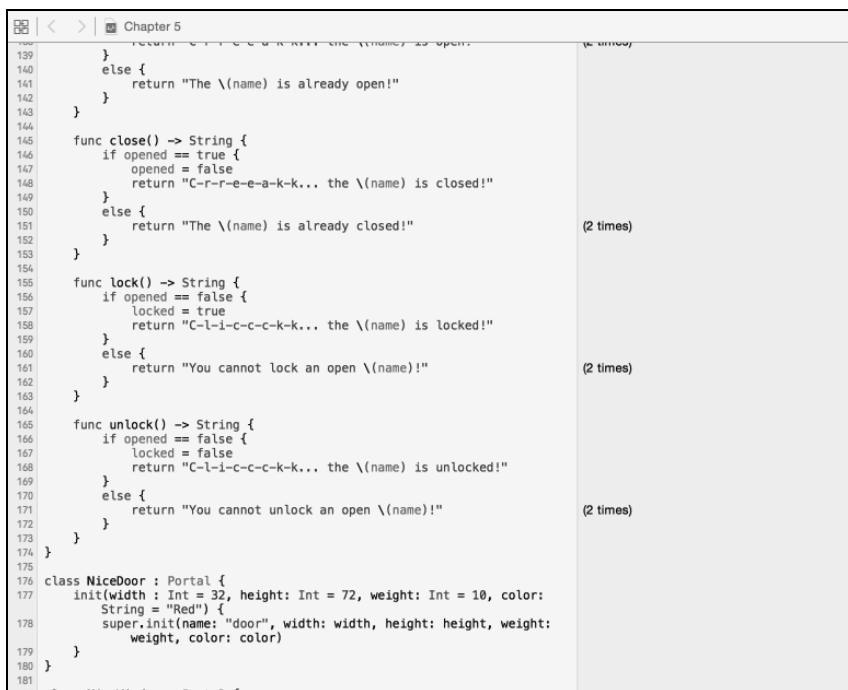 Chapter 5
139 }
140 else {
141 return "The \(name) is already open!"
142 }
143 }
144
145 func close() -> String {
146 if opened == true {
147 opened = false
148 return "C-r-r-e-e-a-k-k... the \(name) is closed!"
149 }
150 else {
151 return "The \(name) is already closed!" (2 times)
152 }
153 }
154
155 func lock() -> String {
156 if opened == false {
157 locked = true
158 return "C-l-i-c-c-c-k-k... the \(name) is locked!"
159 }
160 else {
161 return "You cannot lock an open \(name)!" (2 times)
162 }
163 }
164
165 func unlock() -> String {
166 if opened == false {
167 locked = false
168 return "C-l-i-c-c-c-k-k... the \(name) is unlocked!"
169 }
170 else {
171 return "You cannot unlock an open \(name)!" (2 times)
172 }
173 }
174 }
175
176 class NiceDoor : Portal {
177 init(width : Int = 32, height: Int = 72, weight: Int = 10, color:
String = "Red") {
178 super.init(name: "door", width: width, height: height, weight:
weight, color: color)
179 }
180 }
181